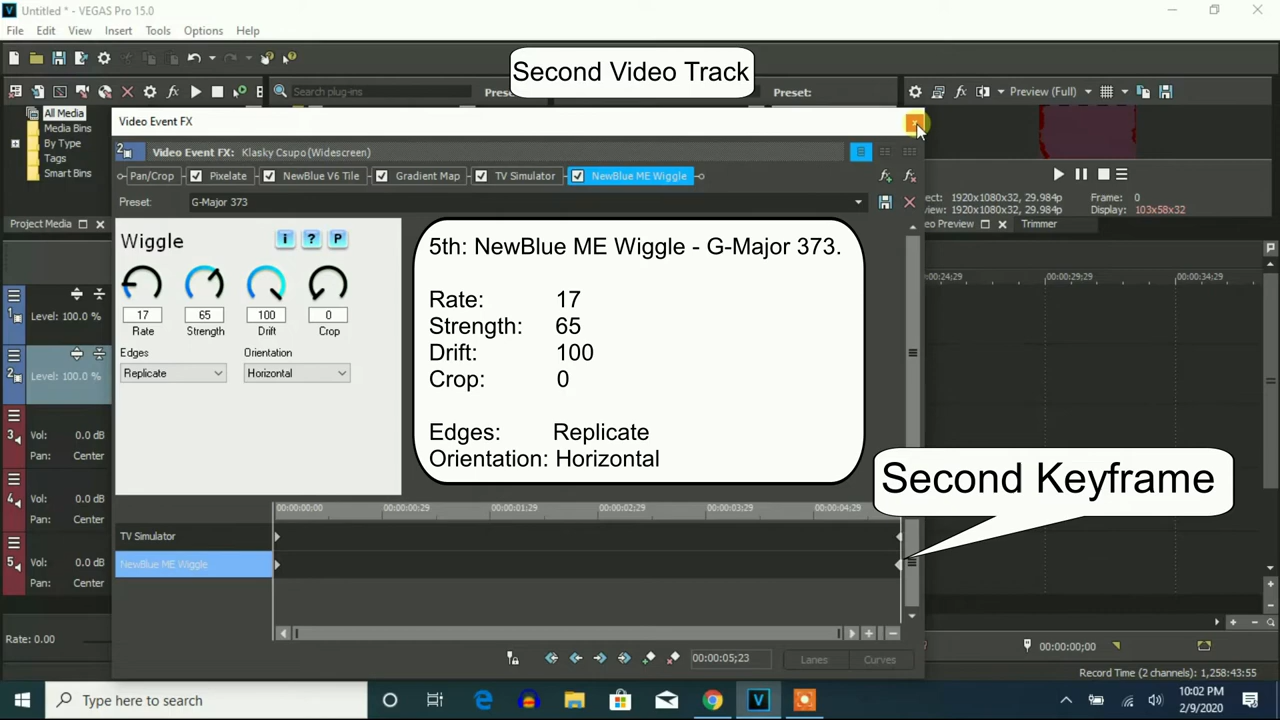 Untitled * - VEGAS Pro 15.0
File Edit View Insert Tools Options Help
Second Video Track
Search plug-ins
Preset:
Preview (Full)
All Media
Media Bins
By Type
Tags
Smart Bins
Video Event FX
Video Event FX: Klasky Csupo(Widescreen)
Pan/Crop Pixelate NewBlue V6 Tile Gradient Map TV Simulator NewBlue ME Wiggle
Preset: G-Major 373
1920x1080x32, 29.984p Frame: 0
1920x1080x32, 29.984p Display: 103x58x32
Project Media
Trimmer
Wiggle
i ? P
17 65 100 0
Rate Strength Drift Crop
Edges Orientation
Replicate Horizontal
5th: NewBlue ME Wiggle - G-Major 373.
Rate: 17
Strength: 65
Drift: 100
Crop: 0
Edges: Replicate
Orientation: Horizontal
Second Keyframe
00:00:29;29 00:00:34;29
1 Level: 100.0 %
2 Level: 100.0 %
3 Vol: 0.0 dB
Pan: Center
4 Vol: 0.0 dB
Pan: Center
5 Vol: 0.0 dB
Pan: Center
00:00:00;00 00:00:00;29 00:00:01;29 00:00:02;29 00:00:03;29 00:00:04;29
TV Simulator
NewBlue ME Wiggle
00:00:05;23 Lanes Curves
Rate: 0.00
00:00:00;00
Record Time (2 channels): 1,258:43:55
Type here to search
10:02 PM
2/9/2020